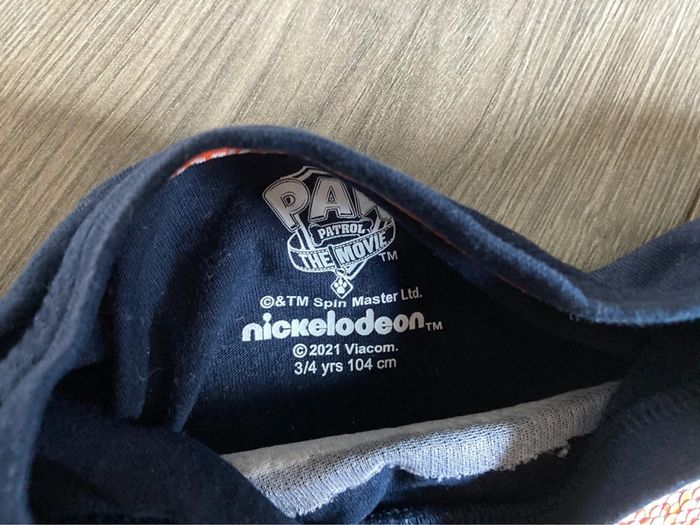 PAW
PATROL
THE MOVIE
TM
©&TM Spin Master Ltd.
nickelodeon TM
© 2021 Viacom.
3/4 yrs 104 cm